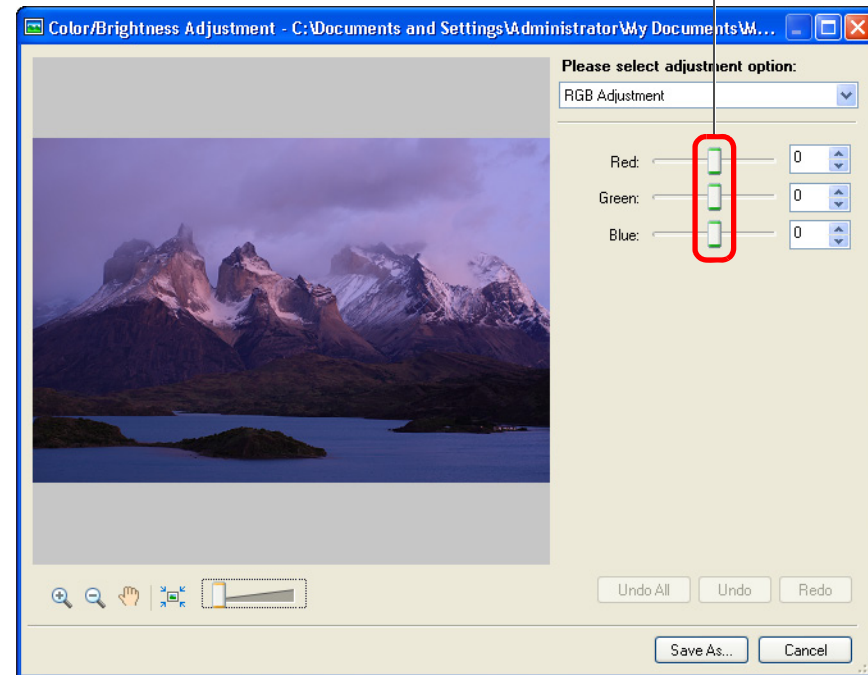 Color/Brightness Adjustment - C:\Documents and Settings\Administrator\My Documents\M...
Please select adjustment option:
RGB Adjustment
Red: 0
Green: 0
Blue: 0
Undo All Undo Redo
Save As... Cancel